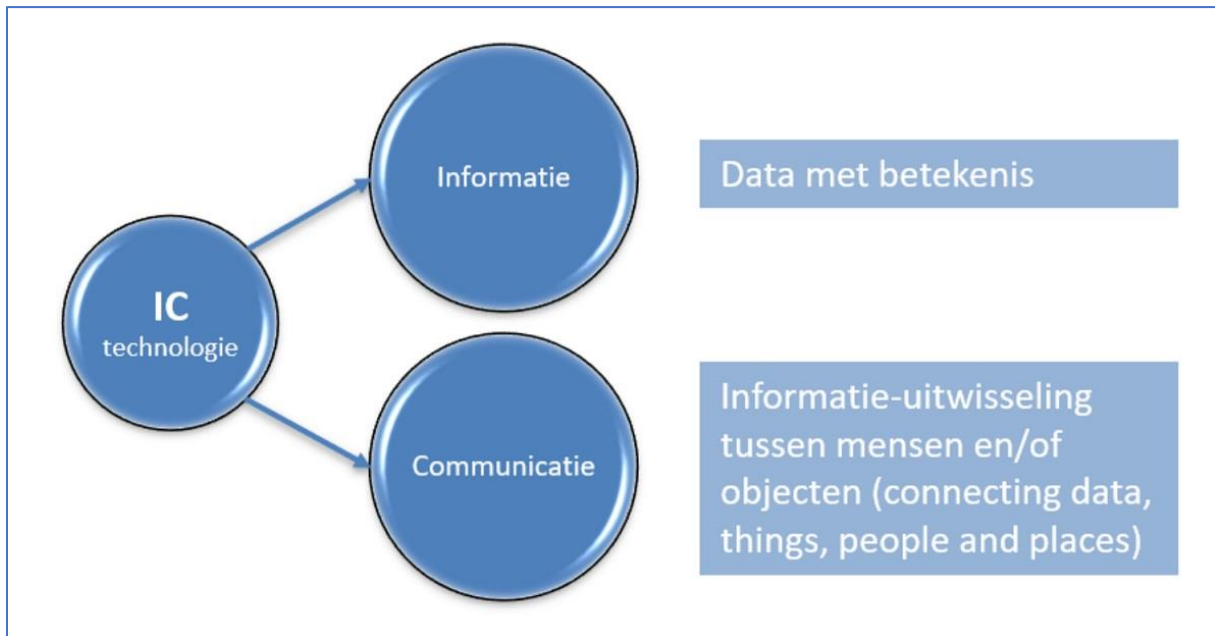 IC
technologie
Informatie
Data met betekenis
Communicatie
Informatie-uitwisseling
tussen mensen en/of
objecten (connecting data,
things, people and places)